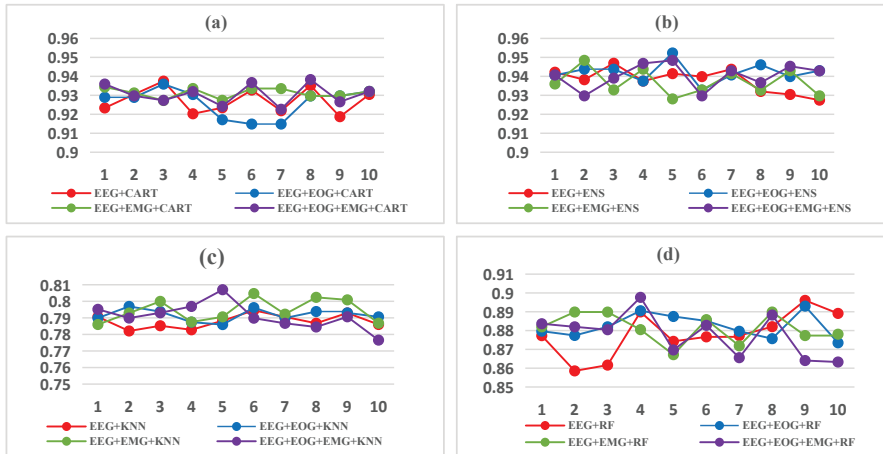 (a)
0.96
0.95
0.94
0.93
0.92
0.91
0.9
1 2 3 4 5 6 7 8 9 10
EEG+CART EEG+EOG+CART
EEG+EMG+CART EEG+EOG+EMG+CART
(b)
0.96
0.95
0.94
0.93
0.92
0.91
0.9
1 2 3 4 5 6 7 8 9 10
EEG+ENS EEG+EOG+ENS
EEG+EMG+ENS EEG+EOG+EMG+ENS
(c)
0.81
0.8
0.79
0.78
0.77
0.76
0.75
1 2 3 4 5 6 7 8 9 10
EEG+KNN EEG+EOG+KNN
EEG+EMG+KNN EEG+EOG+EMG+KNN
(d)
0.91
0.9
0.89
0.88
0.87
0.86
0.85
1 2 3 4 5 6 7 8 9 10
EEG+RF EEG+EOG+RF
EEG+EMG+RF EEG+EOG+EMG+RF